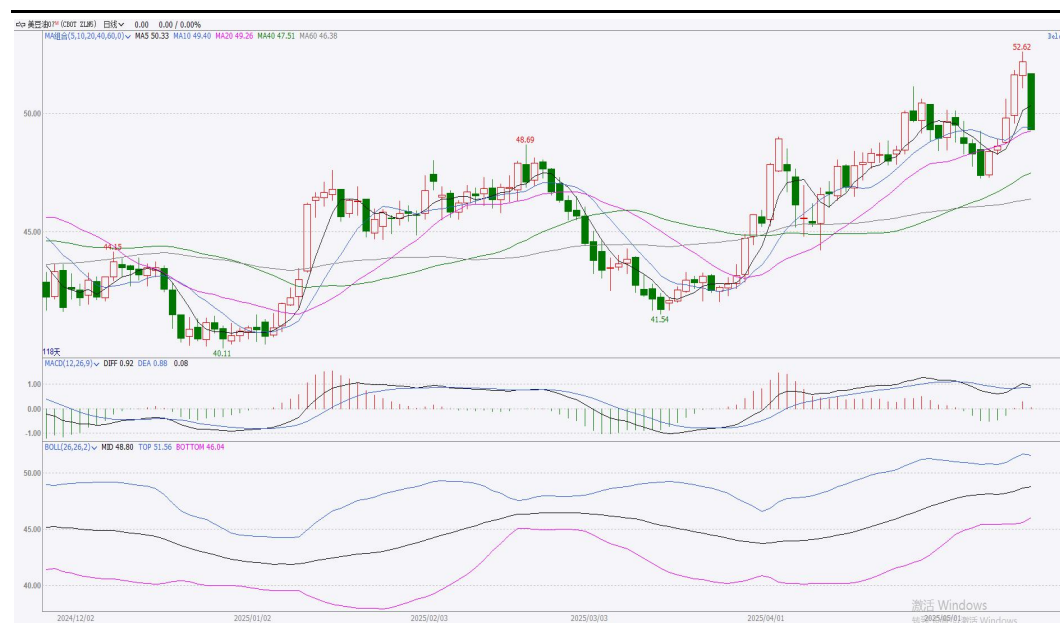 美豆油07 (CBOT ZLN5) 日线 0.00 0.00 / 0.00%
MA组合(5,10,20,40,60,0) MA5 50.33 MA10 49.40 MA20 49.26 MA40 47.51 MA60 46.38
52.62
50.00
48.69
45.00
44.15
41.54
40.11
118天
MACD(12,26,9) DIFF 0.92 DEA 0.88 0.08
1.00
0.00
-1.00
BOLL(26,26,2) MID 48.80 TOP 51.56 BOTTOM 46.04
50.00
45.00
40.00
激活 Windows
2024/12/02 2025/01/02 2025/02/03 2025/03/03 2025/04/01 2025/05/01